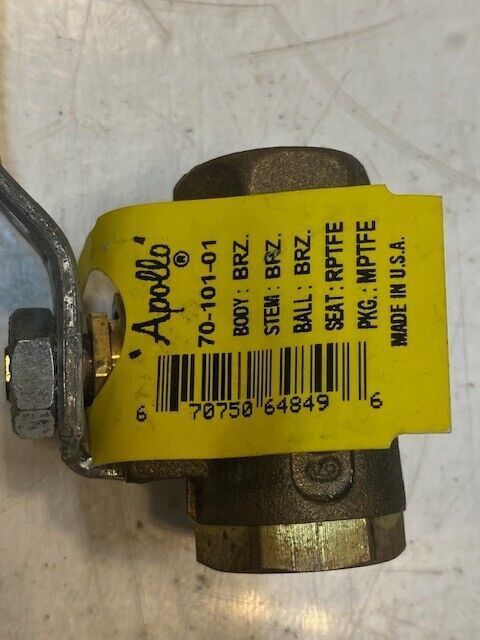 'Apollo'®
70-101-01
BODY: BRZ.
STEM: BRZ.
BALL: BRZ.
SEAT: RPTFE
PKG.: MPTFE
MADE IN U.S.A.
6 70750 64849 6